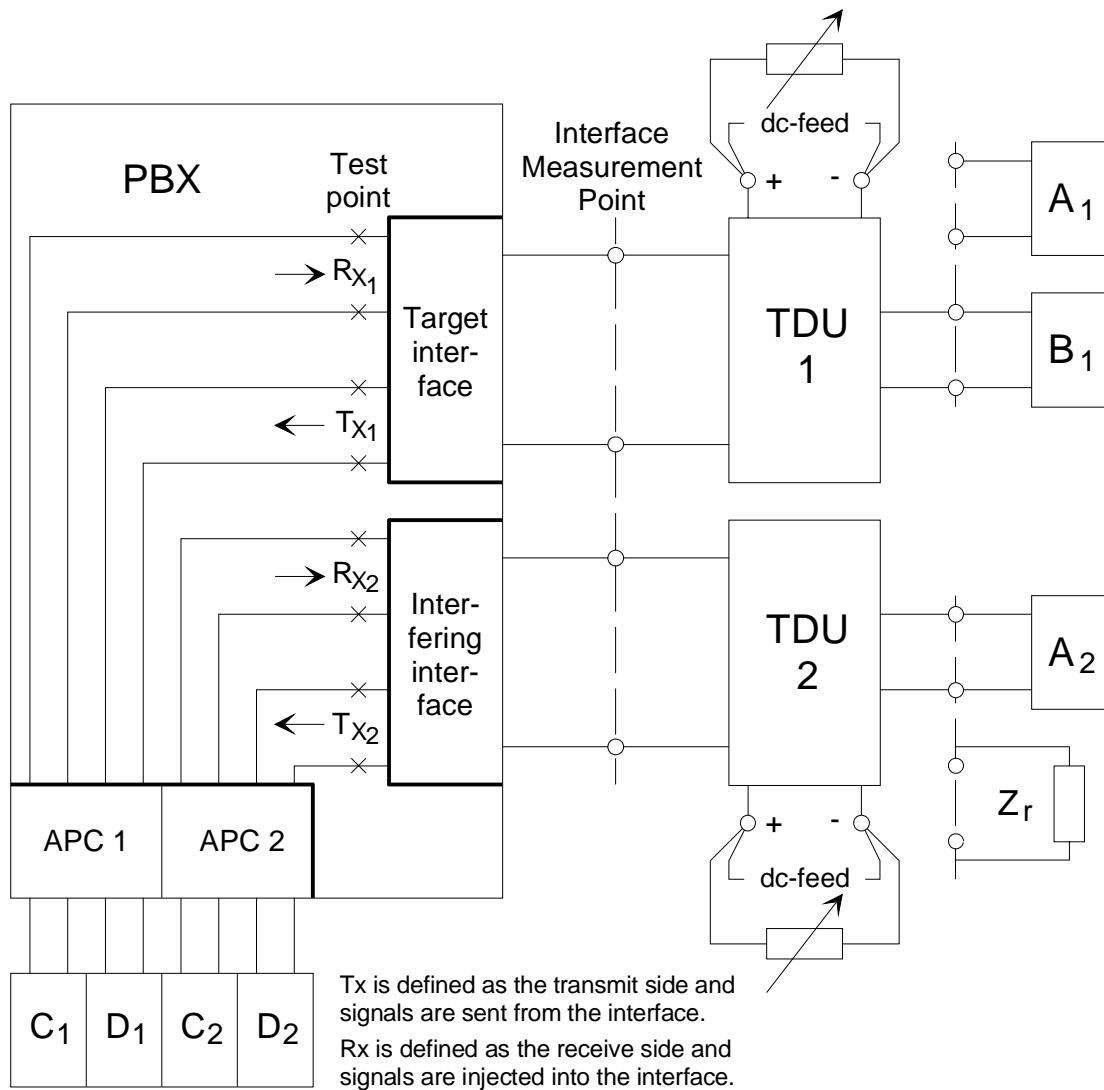 dc-feed
+ -
PBX
Test
point
Interface
Measurement
Point
A1
RX1
Target
inter-
face
TDU
1
B1
TX1
RX2
Inter-
fering
inter-
face
TDU
2
A2
TX2
Zr
APC 1
APC 2
+ -
dc-feed
C1
D1
C2
D2
Tx is defined as the transmit side and
signals are sent from the interface.
Rx is defined as the receive side and
signals are injected into the interface.